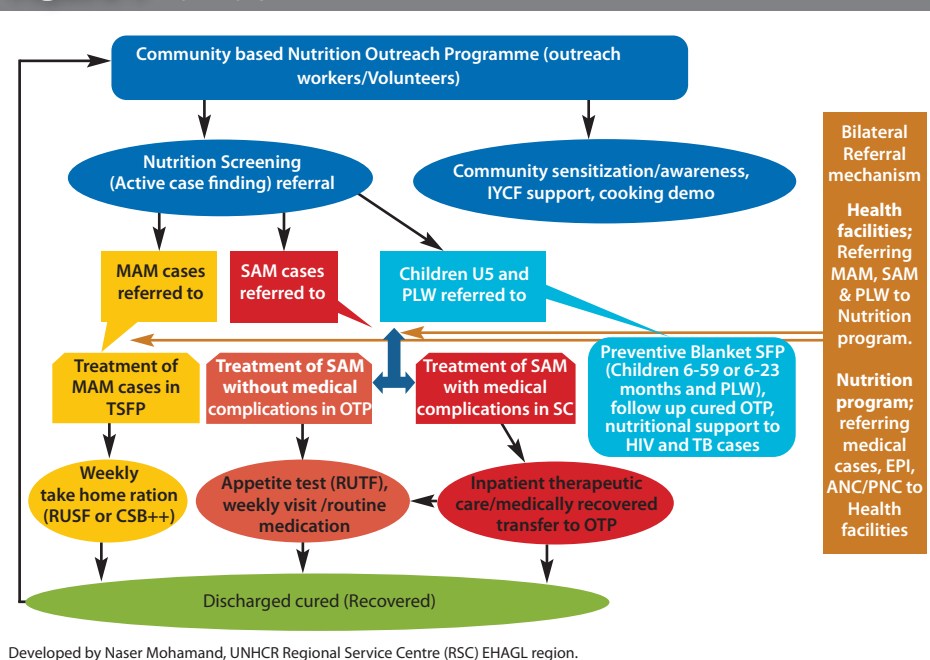 Community based Nutrition Outreach Programme (outreach
workers/Volunteers)
Nutrition Screening
(Active case finding) referral
Community sensitization/awareness,
IYCF support, cooking demo
MAM cases
referred to
SAM cases
referred to
Children U5 and
PLW referred to
Treatment of
MAM cases in
TSFP
Treatment of SAM
without medical
complications in OTP
Treatment of SAM
with medical
complications in SC
Preventive Blanket SFP
(Children 6-59 or 6-23
months and PLW),
follow up cured OTP,
nutritional support to
HIV and TB cases
Weekly
take home ration
(RUSF or CSB++)
Appetite test (RUTF),
weekly visit /routine
medication
Inpatient therapeutic
care/medically recovered
transfer to OTP
Discharged cured (Recovered)
Bilateral
Referral
mechanism
Health
facilities;
Referring
MAM, SAM
& PLW to
Nutrition
program.
Nutrition
program;
referring
medical
cases, EPI,
ANC/PNC to
Health
facilities
Developed by Naser Mohamand, UNHCR Regional Service Centre (RSC) EHAGL region.